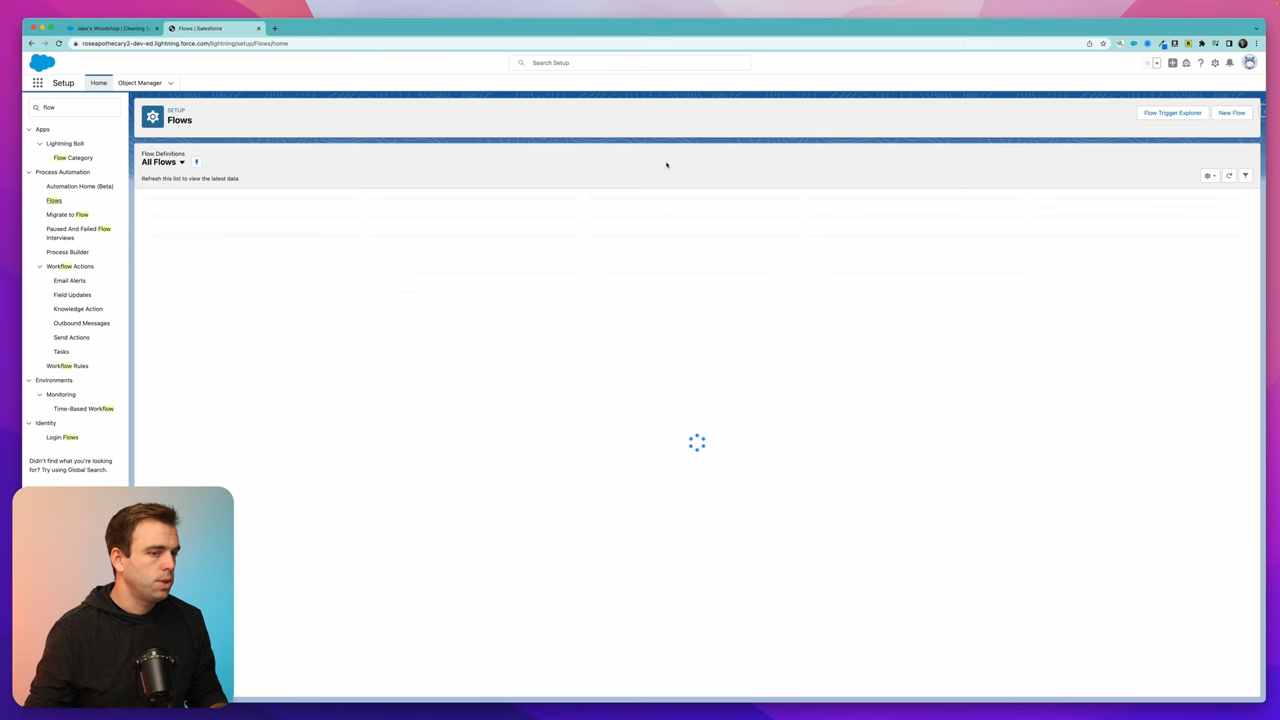 Jake's Woodshop | Cleaning
Flows | Salesforce
roseapothecary2-dev-ed.lightning.force.com/lightning/setup/Flows/home
Search Setup
Setup
Home
Object Manager
flow
SETUP
Flows
Flow Trigger Explorer
New Flow
Apps
Lightning Bolt
Flow Category
Process Automation
Automation Home (Beta)
Flows
Migrate to Flow
Paused And Failed Flow
Interviews
Process Builder
Workflow Actions
Email Alerts
Field Updates
Knowledge Action
Outbound Messages
Send Actions
Tasks
Workflow Rules
Environments
Monitoring
Time-Based Workflow
Identity
Login Flows
Didn't find what you're looking
for? Try using Global Search.
Flow Definitions
All Flows
Refresh this list to view the latest data